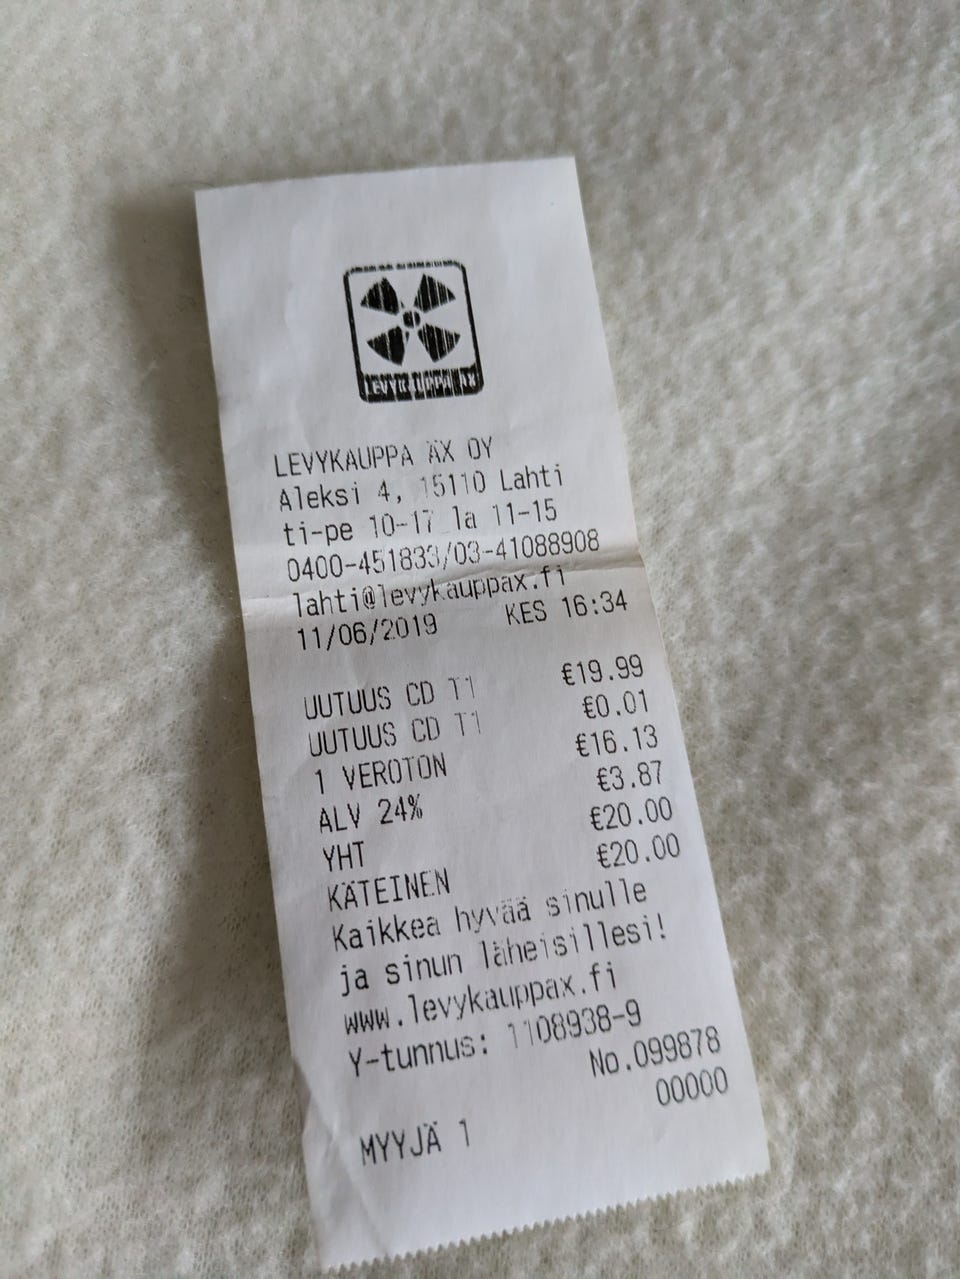 LEVYKAUPPA ÄX
LEVYKAUPPA ÄX OY
Aleksi 4, 15110 Lahti
ti-pe 10-17 la 11-15
0400-451833/03-41088908
lahti@levykauppax.fi
11/06/2019 KES 16:34
UUTUUS CD T1 €19.99
UUTUUS CD T1 €0.01
1 VEROTON €16.13
ALV 24% €3.87
YHT €20.00
KÄTEINEN €20.00
Kaikkea hyvää sinulle
ja sinun läheisillesi!
www.levykauppax.fi
Y-tunnus: 1108938-9
No.099878
00000
MYYJÄ 1